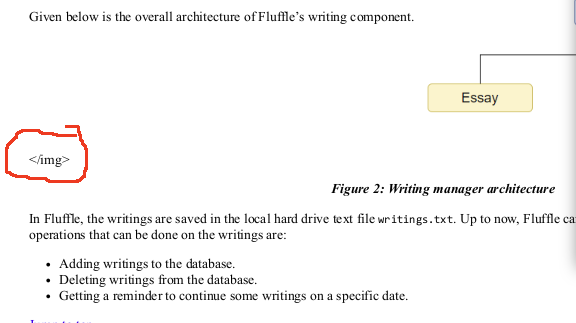 Given below is the overall architecture of Fluffle's writing component.
Essay
</img>
Figure 2: Writing manager architecture
In Fluffle, the writings are saved in the local hard drive text file writings.txt. Up to now, Fluffle
operations that can be done on the writings are:
• Adding writings to the database.
• Deleting writings from the database.
• Getting a reminder to continue some writings on a specific date.